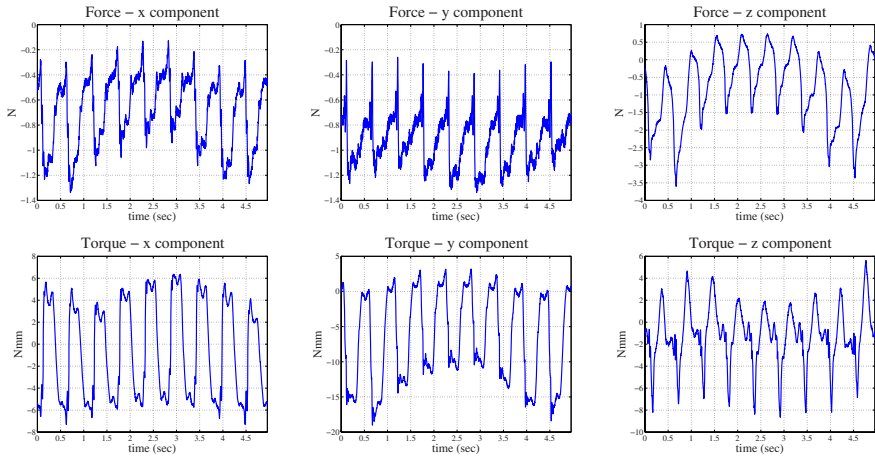 Force − x component
N
0
−0.2
−0.4
−0.6
−0.8
−1
−1.2
−1.4
0 0.5 1 1.5 2 2.5 3 3.5 4 4.5
time (sec)
Force − y component
N
0
−0.2
−0.4
−0.6
−0.8
−1
−1.2
−1.4
0 0.5 1 1.5 2 2.5 3 3.5 4 4.5
time (sec)
Force − z component
N
1
0.5
0
−0.5
−1
−1.5
−2
−2.5
−3
−3.5
−4
0 0.5 1 1.5 2 2.5 3 3.5 4 4.5
time (sec)
Torque − x component
Nmm
8
6
4
2
0
−2
−4
−6
−8
0 0.5 1 1.5 2 2.5 3 3.5 4 4.5
time (sec)
Torque − y component
Nmm
5
0
−5
−10
−15
−20
0 0.5 1 1.5 2 2.5 3 3.5 4 4.5
time (sec)
Torque − z component
Nmm
6
4
2
0
−2
−4
−6
−8
−10
0 0.5 1 1.5 2 2.5 3 3.5 4 4.5
time (sec)